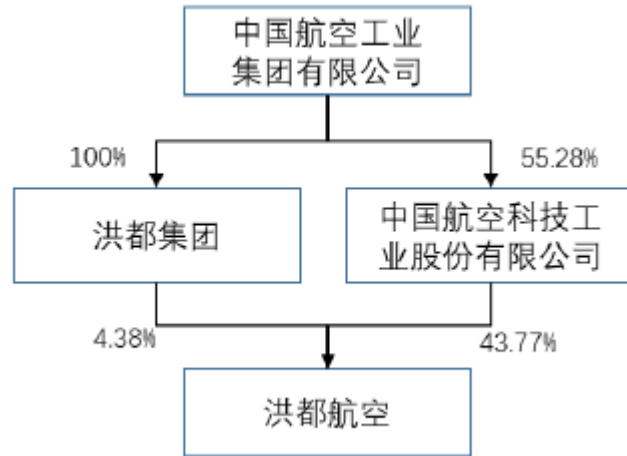 中国航空工业
集团有限公司
100%
55.28%
洪都集团
中国航空科技工
业股份有限公司
4.38%
43.77%
洪都航空